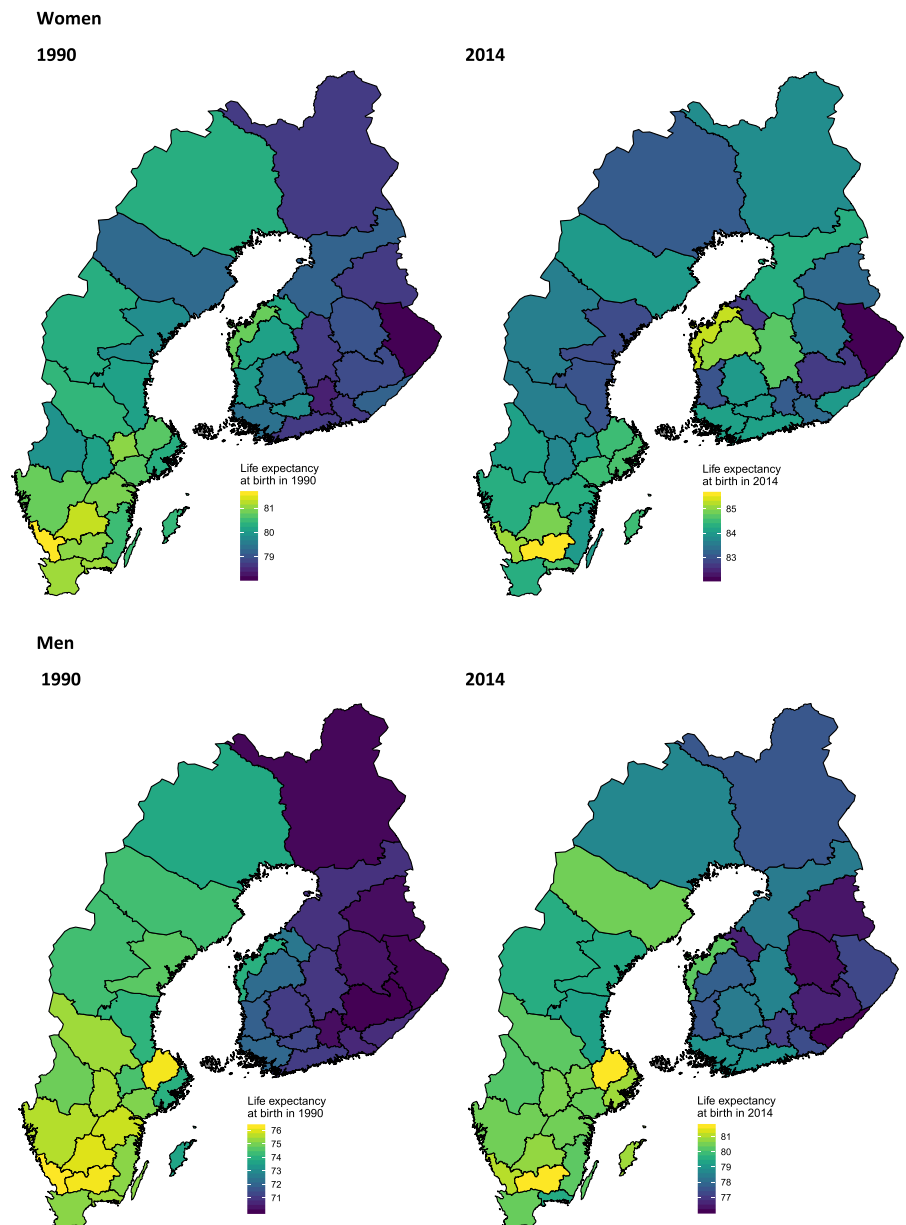 Women
1990
2014
Life expectancy
at birth in 1990
81
80
79
Life expectancy
at birth in 2014
85
84
83
Men
1990
2014
Life expectancy
at birth in 1990
76
75
74
73
72
71
Life expectancy
at birth in 2014
81
80
79
78
77